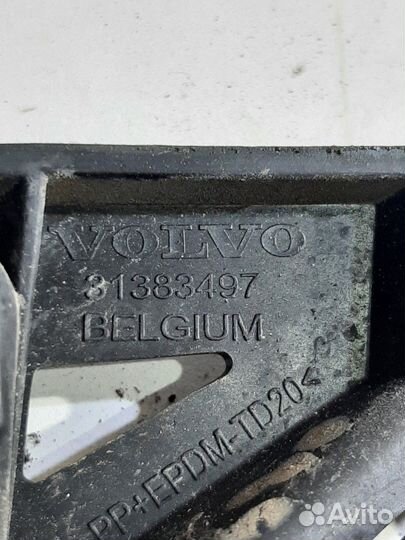 VOLVO
31383497
BELGIUM
PP+EPDM-TD20<
Avito